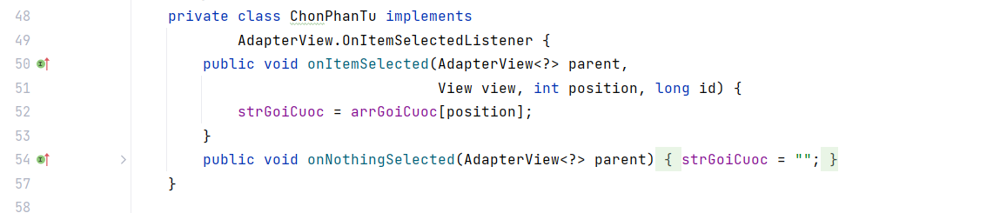 48 private class ChonPhanTu implements
49 AdapterView.OnItemSelectedListener {
50 public void onItemSelected(AdapterView<?> parent,
51 View view, int position, long id) {
52 strGoiCuoc = arrGoiCuoc[position];
53 }
54 public void onNothingSelected(AdapterView<?> parent) { strGoiCuoc = ""; }
57 }
58